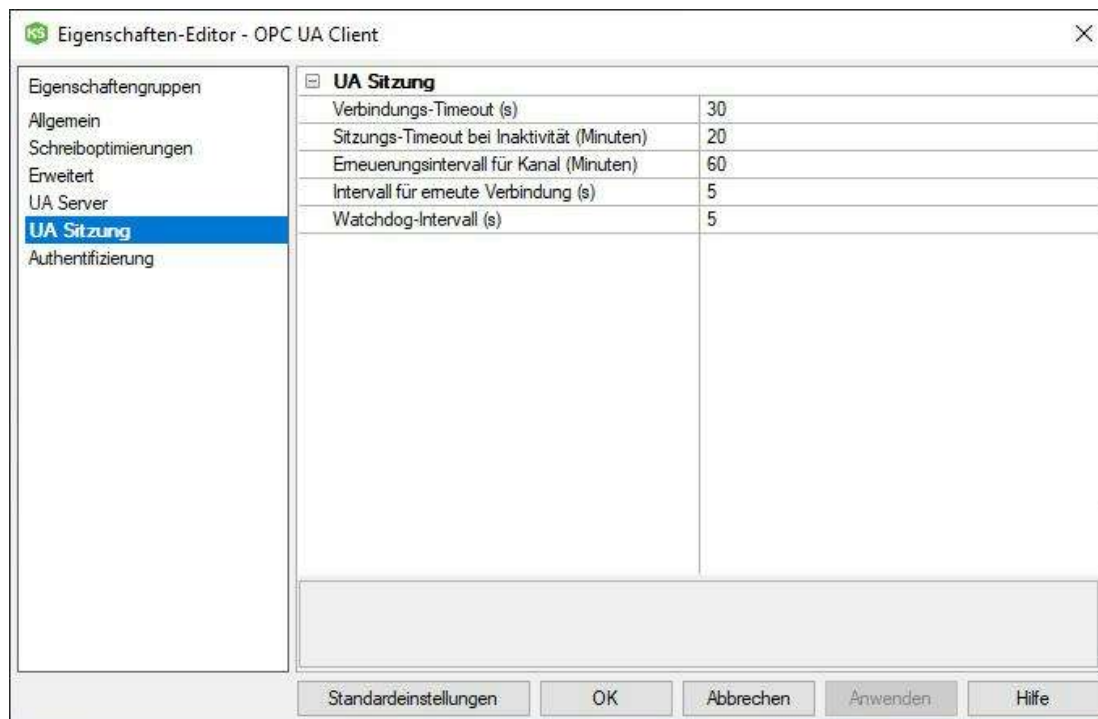 KS Eigenschaften-Editor - OPC UA Client
Eigenschaftengruppen
Allgemein
Schreiboptimierungen
Erweitert
UA Server
UA Sitzung
Authentifizierung
UA Sitzung
Verbindungs-Timeout (s) 30
Sitzungs-Timeout bei Inaktivität (Minuten) 20
Erneuerungsintervall für Kanal (Minuten) 60
Intervall für erneute Verbindung (s) 5
Watchdog-Intervall (s) 5
Standardeinstellungen OK Abbrechen Anwenden Hilfe